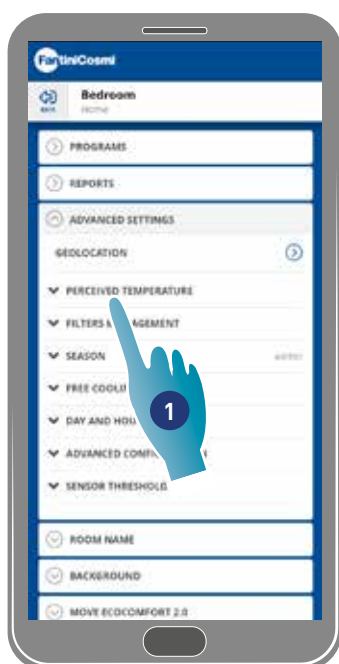 FantiniCosmi
Bedroom
Home
BACK
PROGRAMS
REPORTS
ADVANCED SETTINGS
GEOLOCATION
PERCEIVED TEMPERATURE
FILTERS
SEASON winter
FREE
DAY AND
1
ADVANCED
SENSOR
ROOM NAME
BACKGROUND
MOVE ECOCOMFORT 2.0